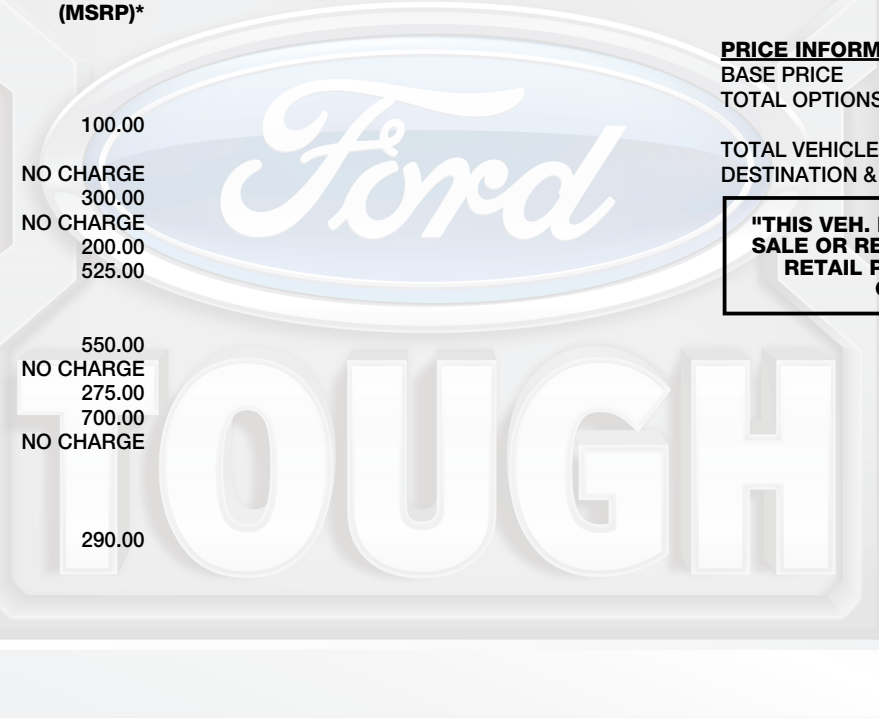 (MSRP)*
100.00
NO CHARGE
300.00
NO CHARGE
200.00
525.00
550.00
NO CHARGE
275.00
700.00
NO CHARGE
290.00
PRICE
BASE PRICE
TOTAL OPTIONS
TOTAL VEHICLE
DESTINATION &
"THIS VEH.
SALE OR
RETAIL
Ford
TOUGH